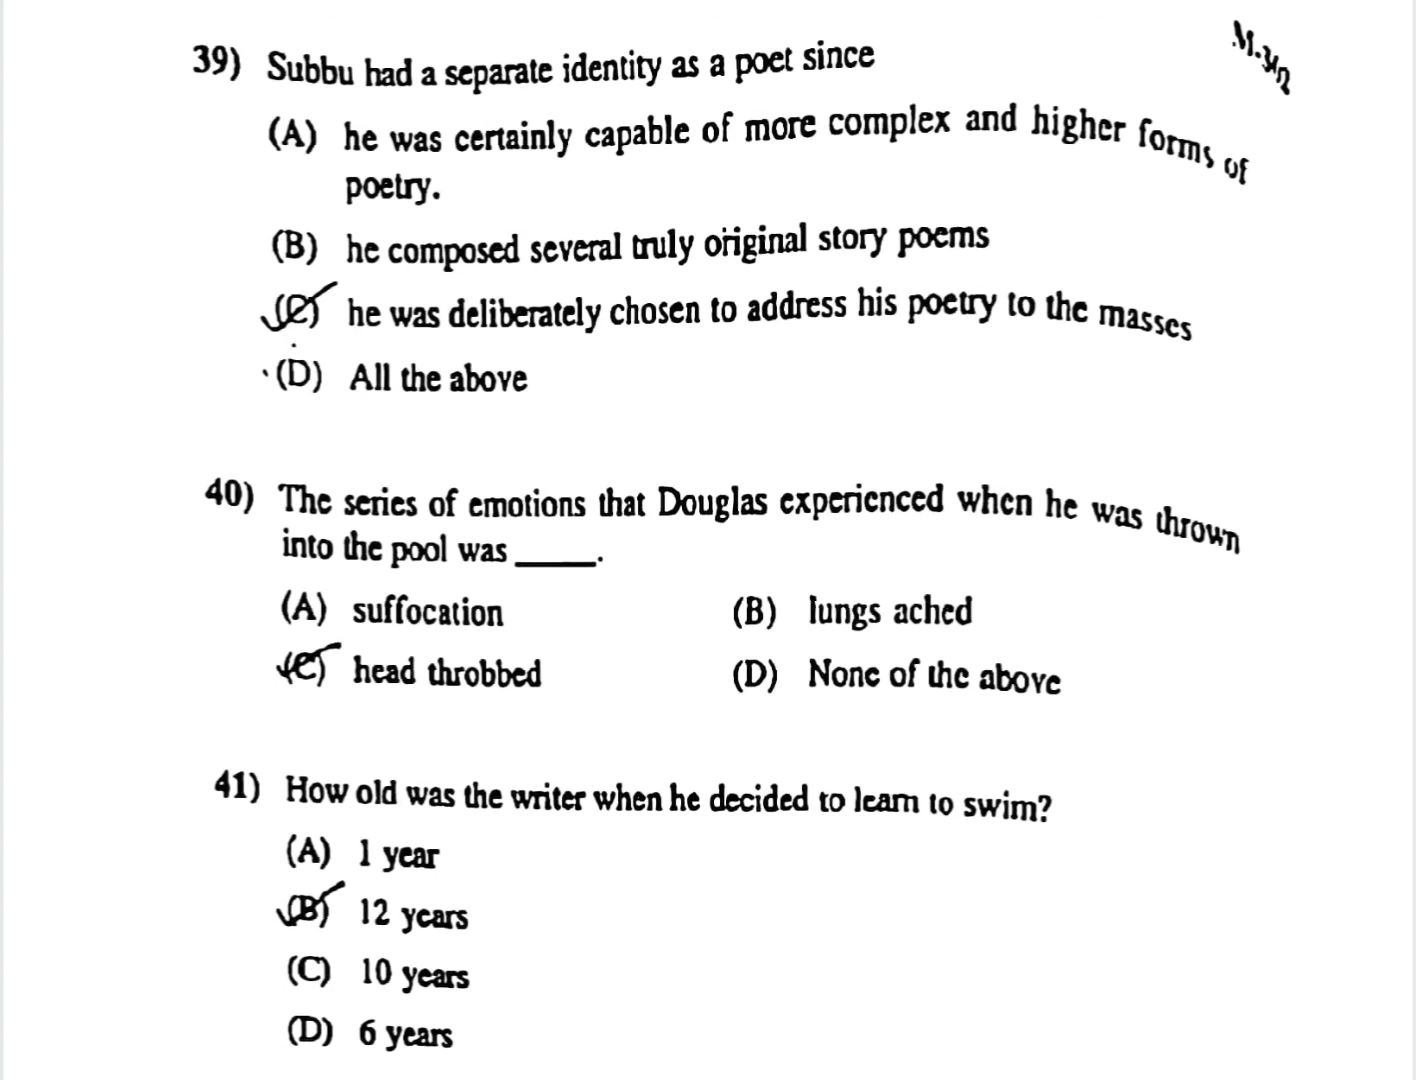 M-312
39) Subbu had a separate identity as a poet since
(A) he was certainly capable of more complex and higher forms of
poetry.
(B) he composed several truly original story poems
(C) he was deliberately chosen to address his poetry to the masses
(D) All the above
40) The series of emotions that Douglas experienced when he was thrown
into the pool was _____.
(A) suffocation (B) lungs ached
(C) head throbbed (D) None of the above
41) How old was the writer when he decided to learn to swim?
(A) 1 year
(B) 12 years
(C) 10 years
(D) 6 years